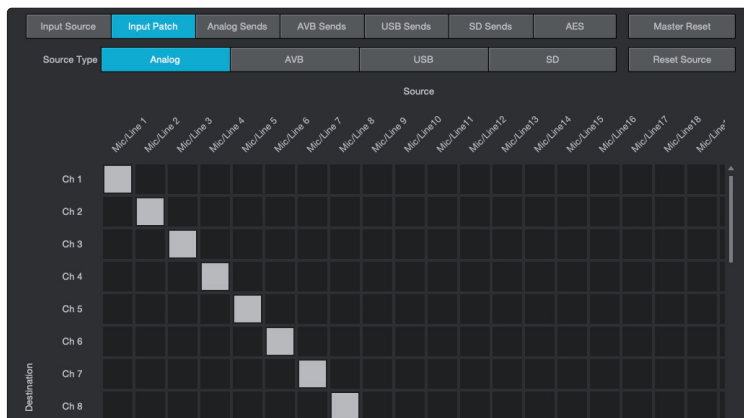 Input Source Input Patch Analog Sends AVB Sends USB Sends SD Sends AES Master Reset
Source Type Analog AVB USB SD Reset Source
Source
Mic/Line 1 Mic/Line 2 Mic/Line 3 Mic/Line 4 Mic/Line 5 Mic/Line 6 Mic/Line 7 Mic/Line 8 Mic/Line 9 Mic/Line10 Mic/Line11 Mic/Line12 Mic/Line13 Mic/Line14 Mic/Line15 Mic/Line16 Mic/Line17 Mic/Line18
Ch 1
Ch 2
Ch 3
Ch 4
Ch 5
Ch 6
Ch 7
Ch 8
Destination